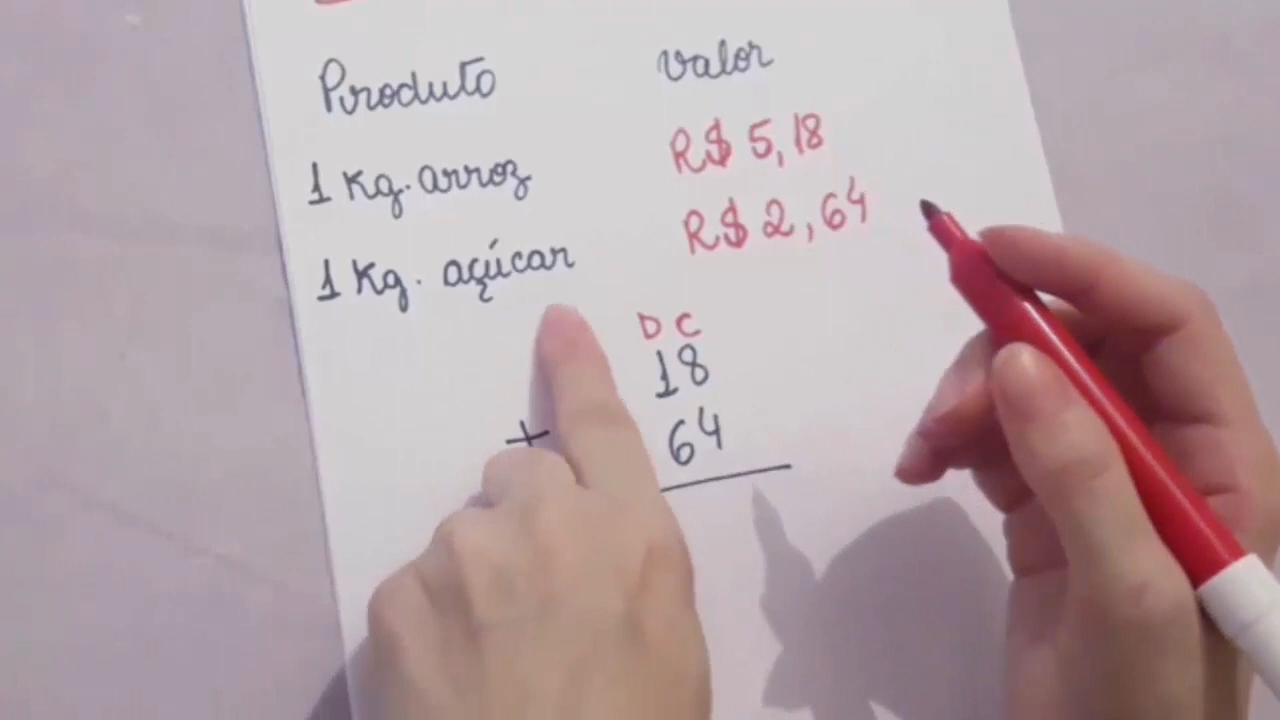 Produto Valor
1 Kg. arroz R$ 5,18
1 Kg. açúcar R$ 2,64
D C
18
+ 64